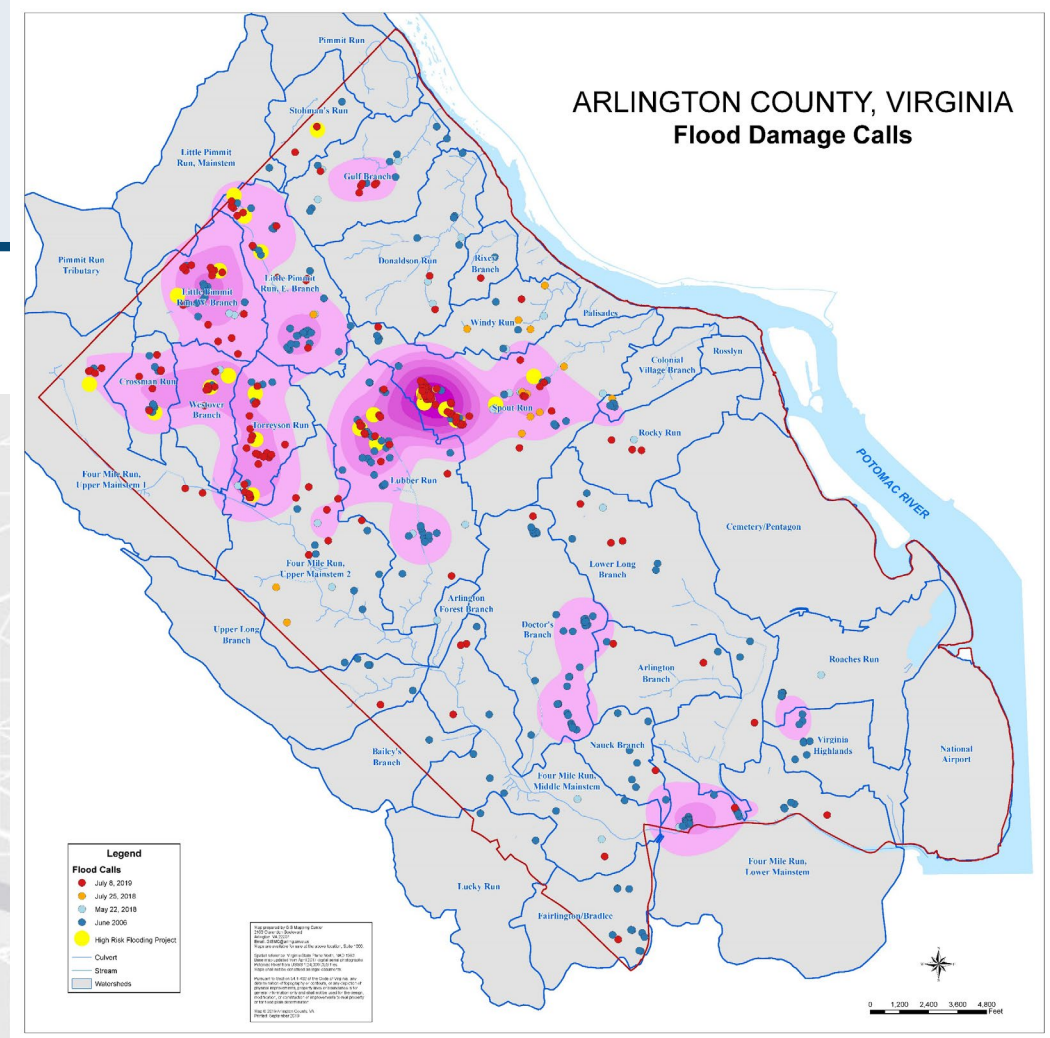 ARLINGTON COUNTY, VIRGINIA
Flood Damage Calls
Pimmit Run
Stohman's Run
Little Pimmit
Run, Mainstem
Gulf Branch
Pimmit Run
Tributary
Donaldson Run
Rixey
Branch
Little Pimmit
Run, E. Branch
Little Pimmit
Run, W. Branch
Windy Run
Palisades
Colonial
Village Branch
Rosslyn
Crossman Run
Westover
Branch
Torreyson Run
Spout Run
Rocky Run
POTOMAC RIVER
Four Mile Run,
Upper Mainstem 1
Lubber Run
Cemetery/Pentagon
Four Mile Run,
Upper Mainstem 2
Lower Long
Branch
Arlington
Forest Branch
Upper Long
Branch
Doctor's
Branch
Arlington
Branch
Roaches Run
Bailey's
Branch
Nauck Branch
Virginia
Highlands
National
Airport
Four Mile Run,
Middle Mainstem
Four Mile Run,
Lower Mainstem
Lucky Run
Fairlington/Bradlee
Legend
Flood Calls
July 8, 2019
July 25, 2018
May 22, 2018
June 2006
High Risk Flooding Project
Culvert
Stream
Watersheds
0 1,200 2,400 3,600 4,800
Feet